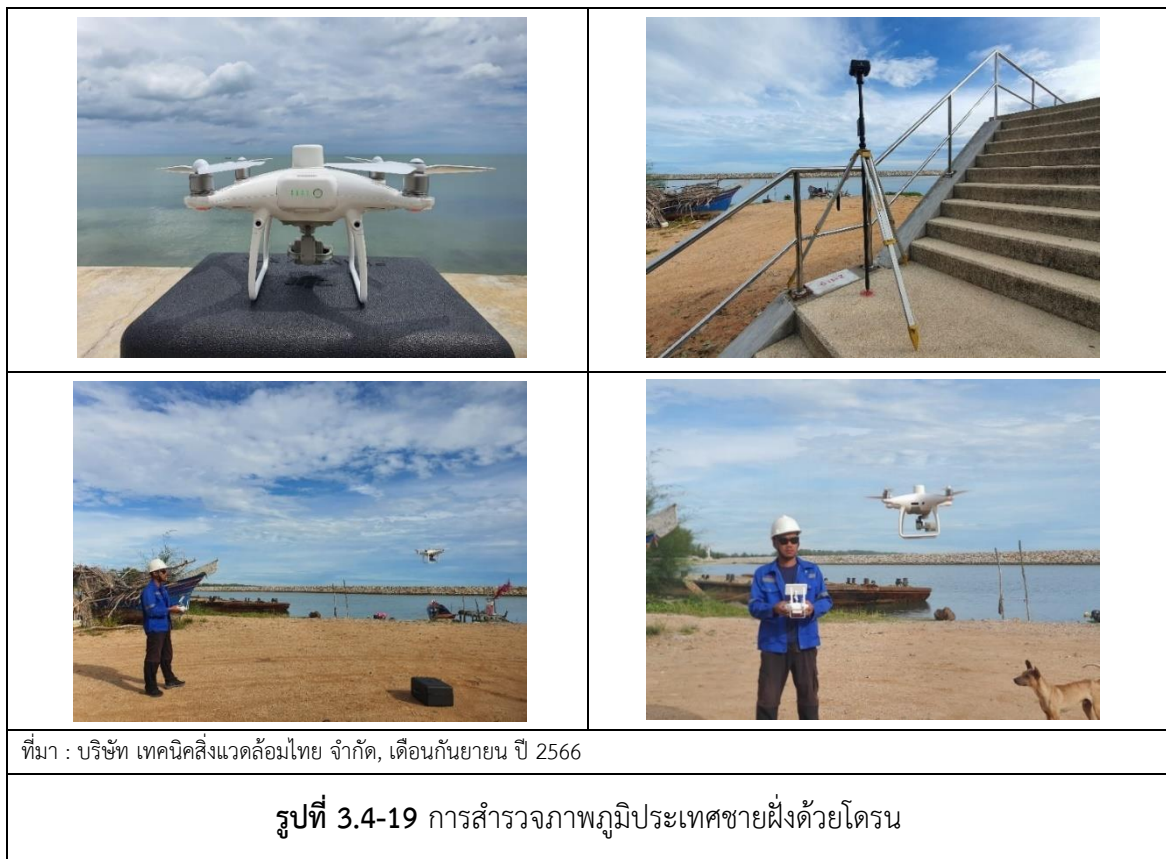 ที่มา : บริษัท เทคนิคสิ่งแวดล้อมไทย จำกัด, เดือนกันยายน ปี 2566
รูปที่ 3.4-19 การสำรวจภาพภูมิประเทศชายฝั่งด้วยโดรน